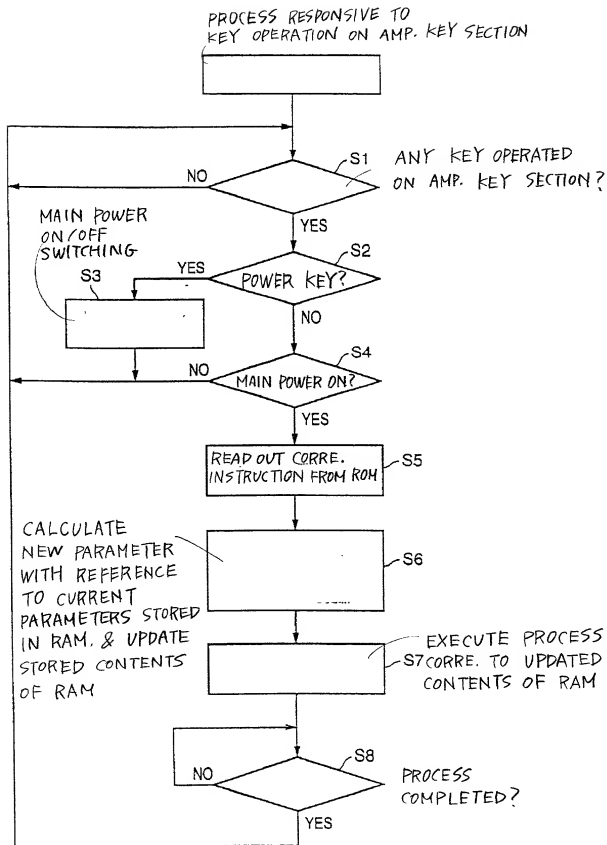 PROCESS RESPONSIVE TO
KEY OPERATION ON AMP. KEY SECTION
S1
ANY KEY OPERATED
ON AMP. KEY SECTION?
NO
YES
MAIN POWER
ON/OFF
SWITCHING
S2
POWER KEY?
YES
S3
NO
S4
MAIN POWER ON?
NO
YES
READ OUT CORRE.
INSTRUCTION FROM ROM
S5
CALCULATE
NEW PARAMETER
WITH REFERENCE
TO CURRENT
PARAMETERS STORED
IN RAM. & UPDATE
STORED CONTENTS
OF RAM
S6
EXECUTE PROCESS
S7 CORRE. TO UPDATED
CONTENTS OF RAM
S8
NO
PROCESS
COMPLETED?
YES